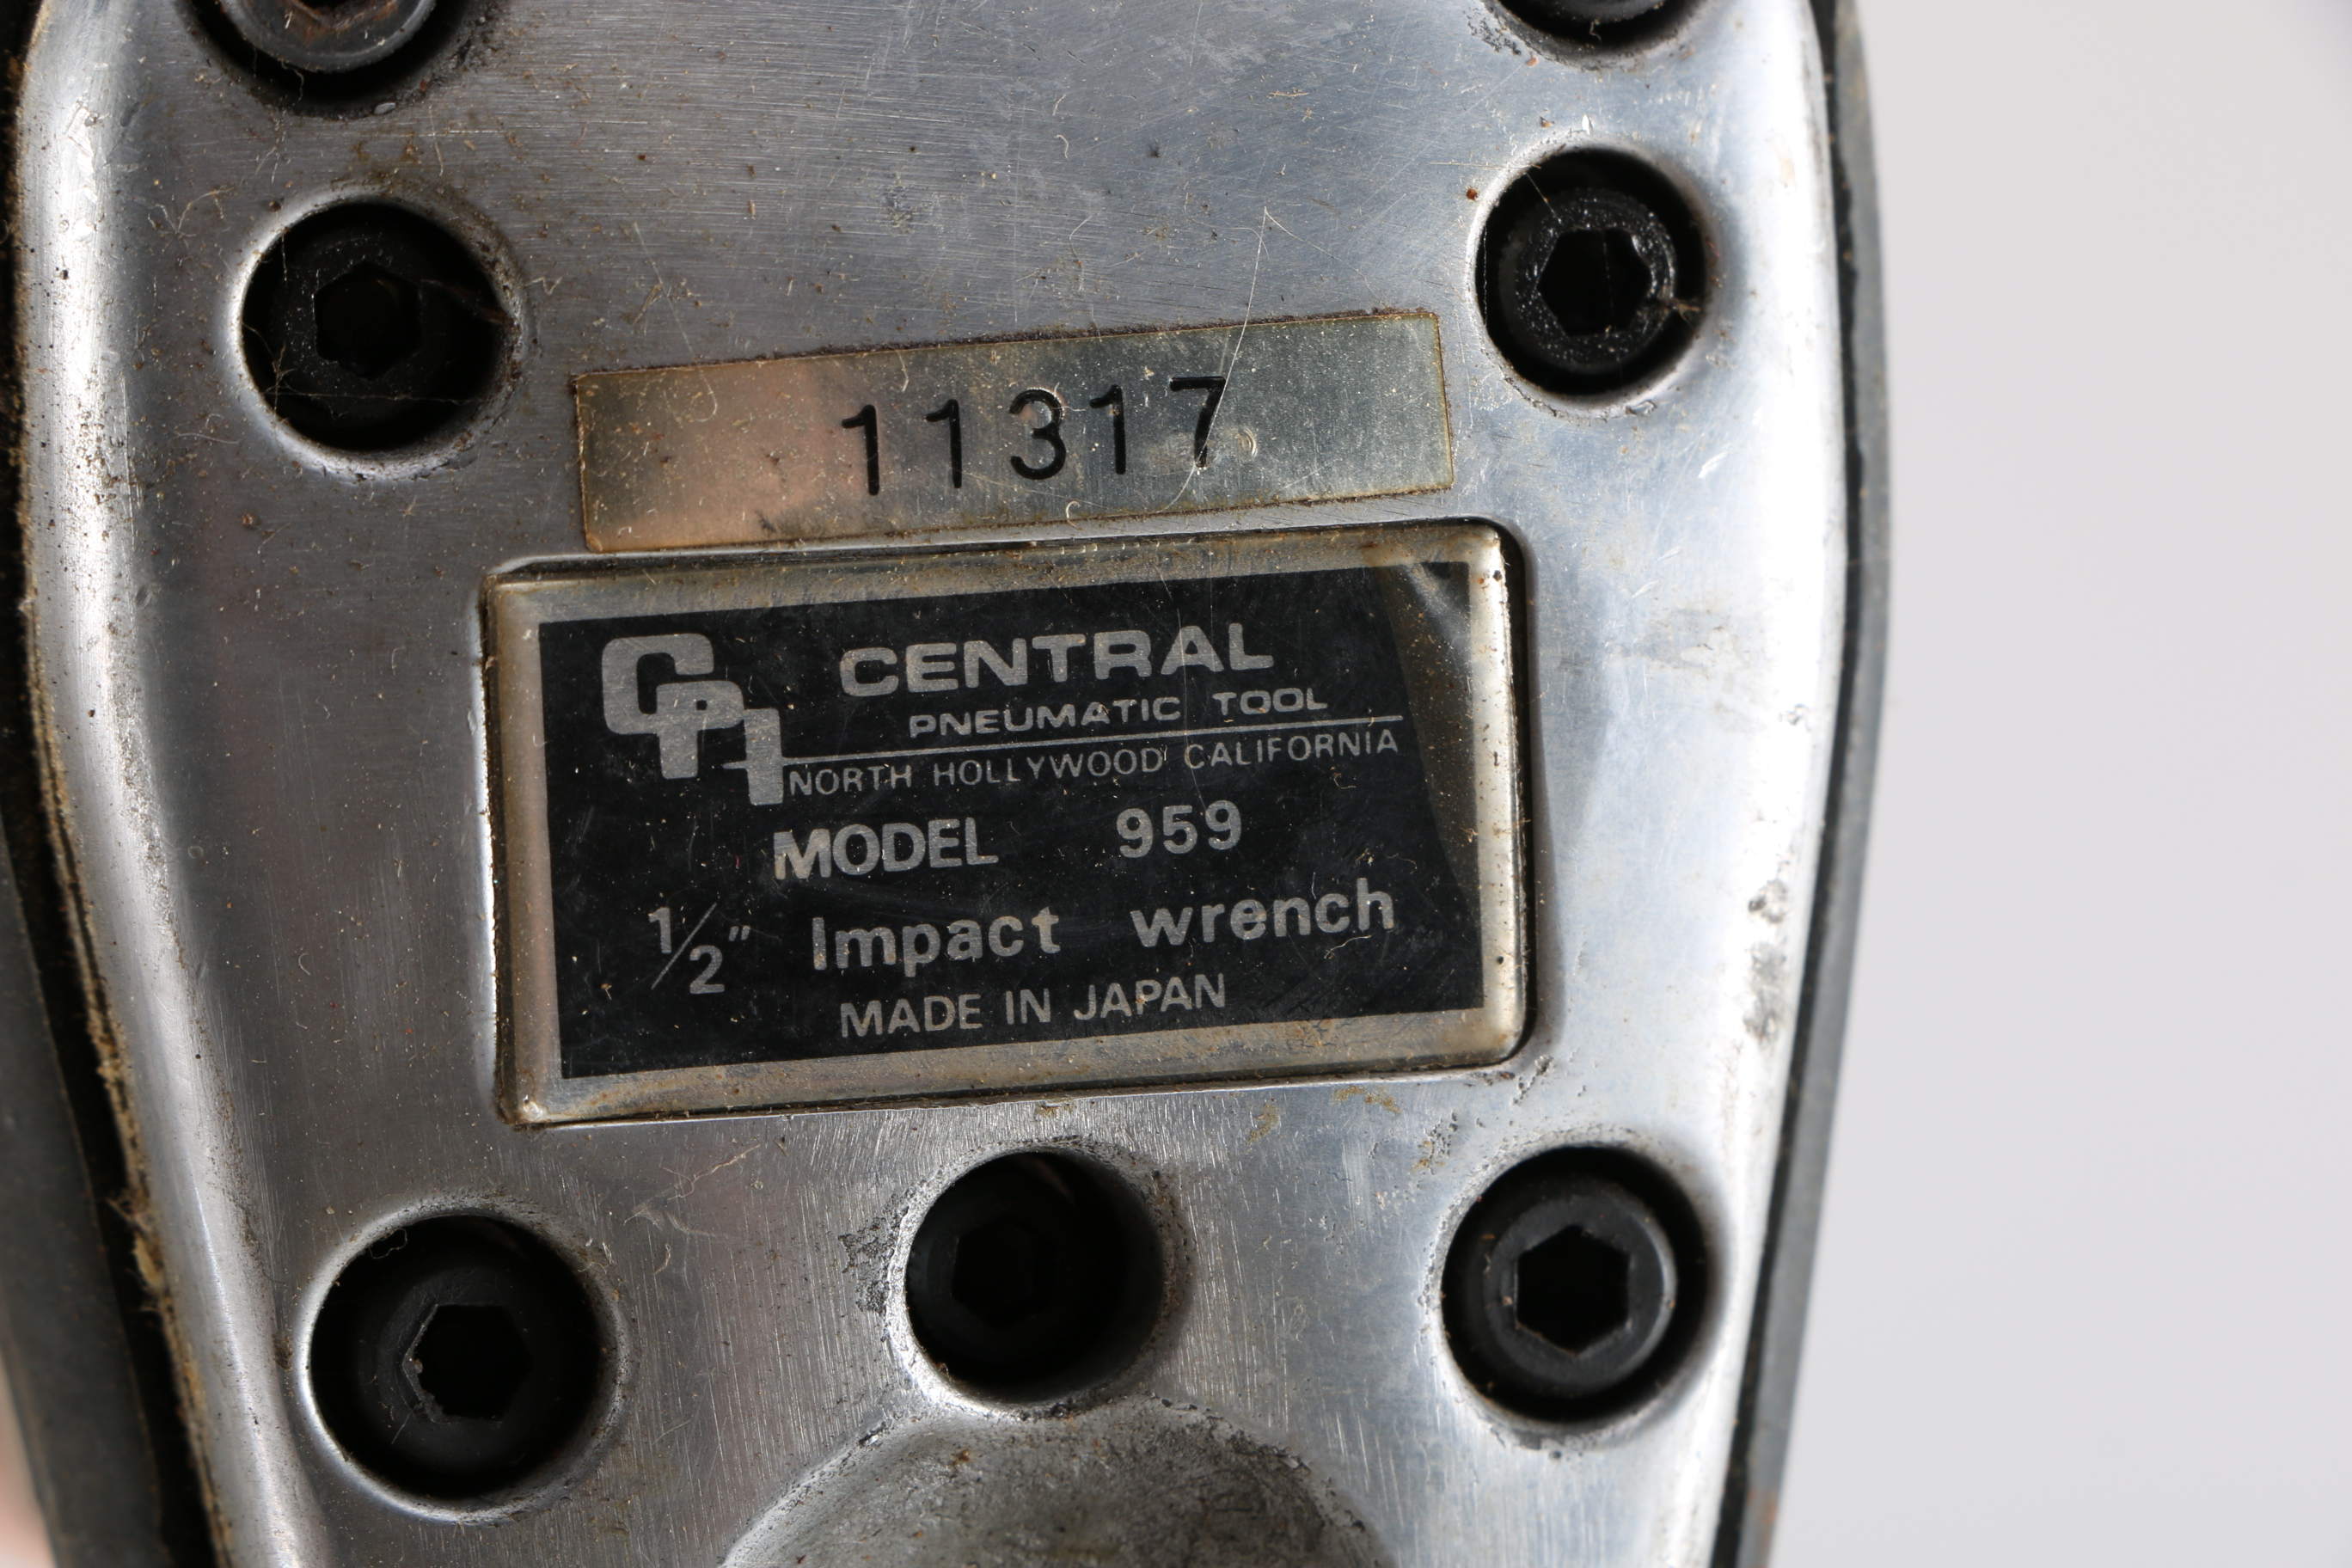 11317
CPT CENTRAL
PNEUMATIC TOOL
NORTH HOLLYWOOD CALIFORNIA
MODEL 959
1/2" Impact wrench
MADE IN JAPAN